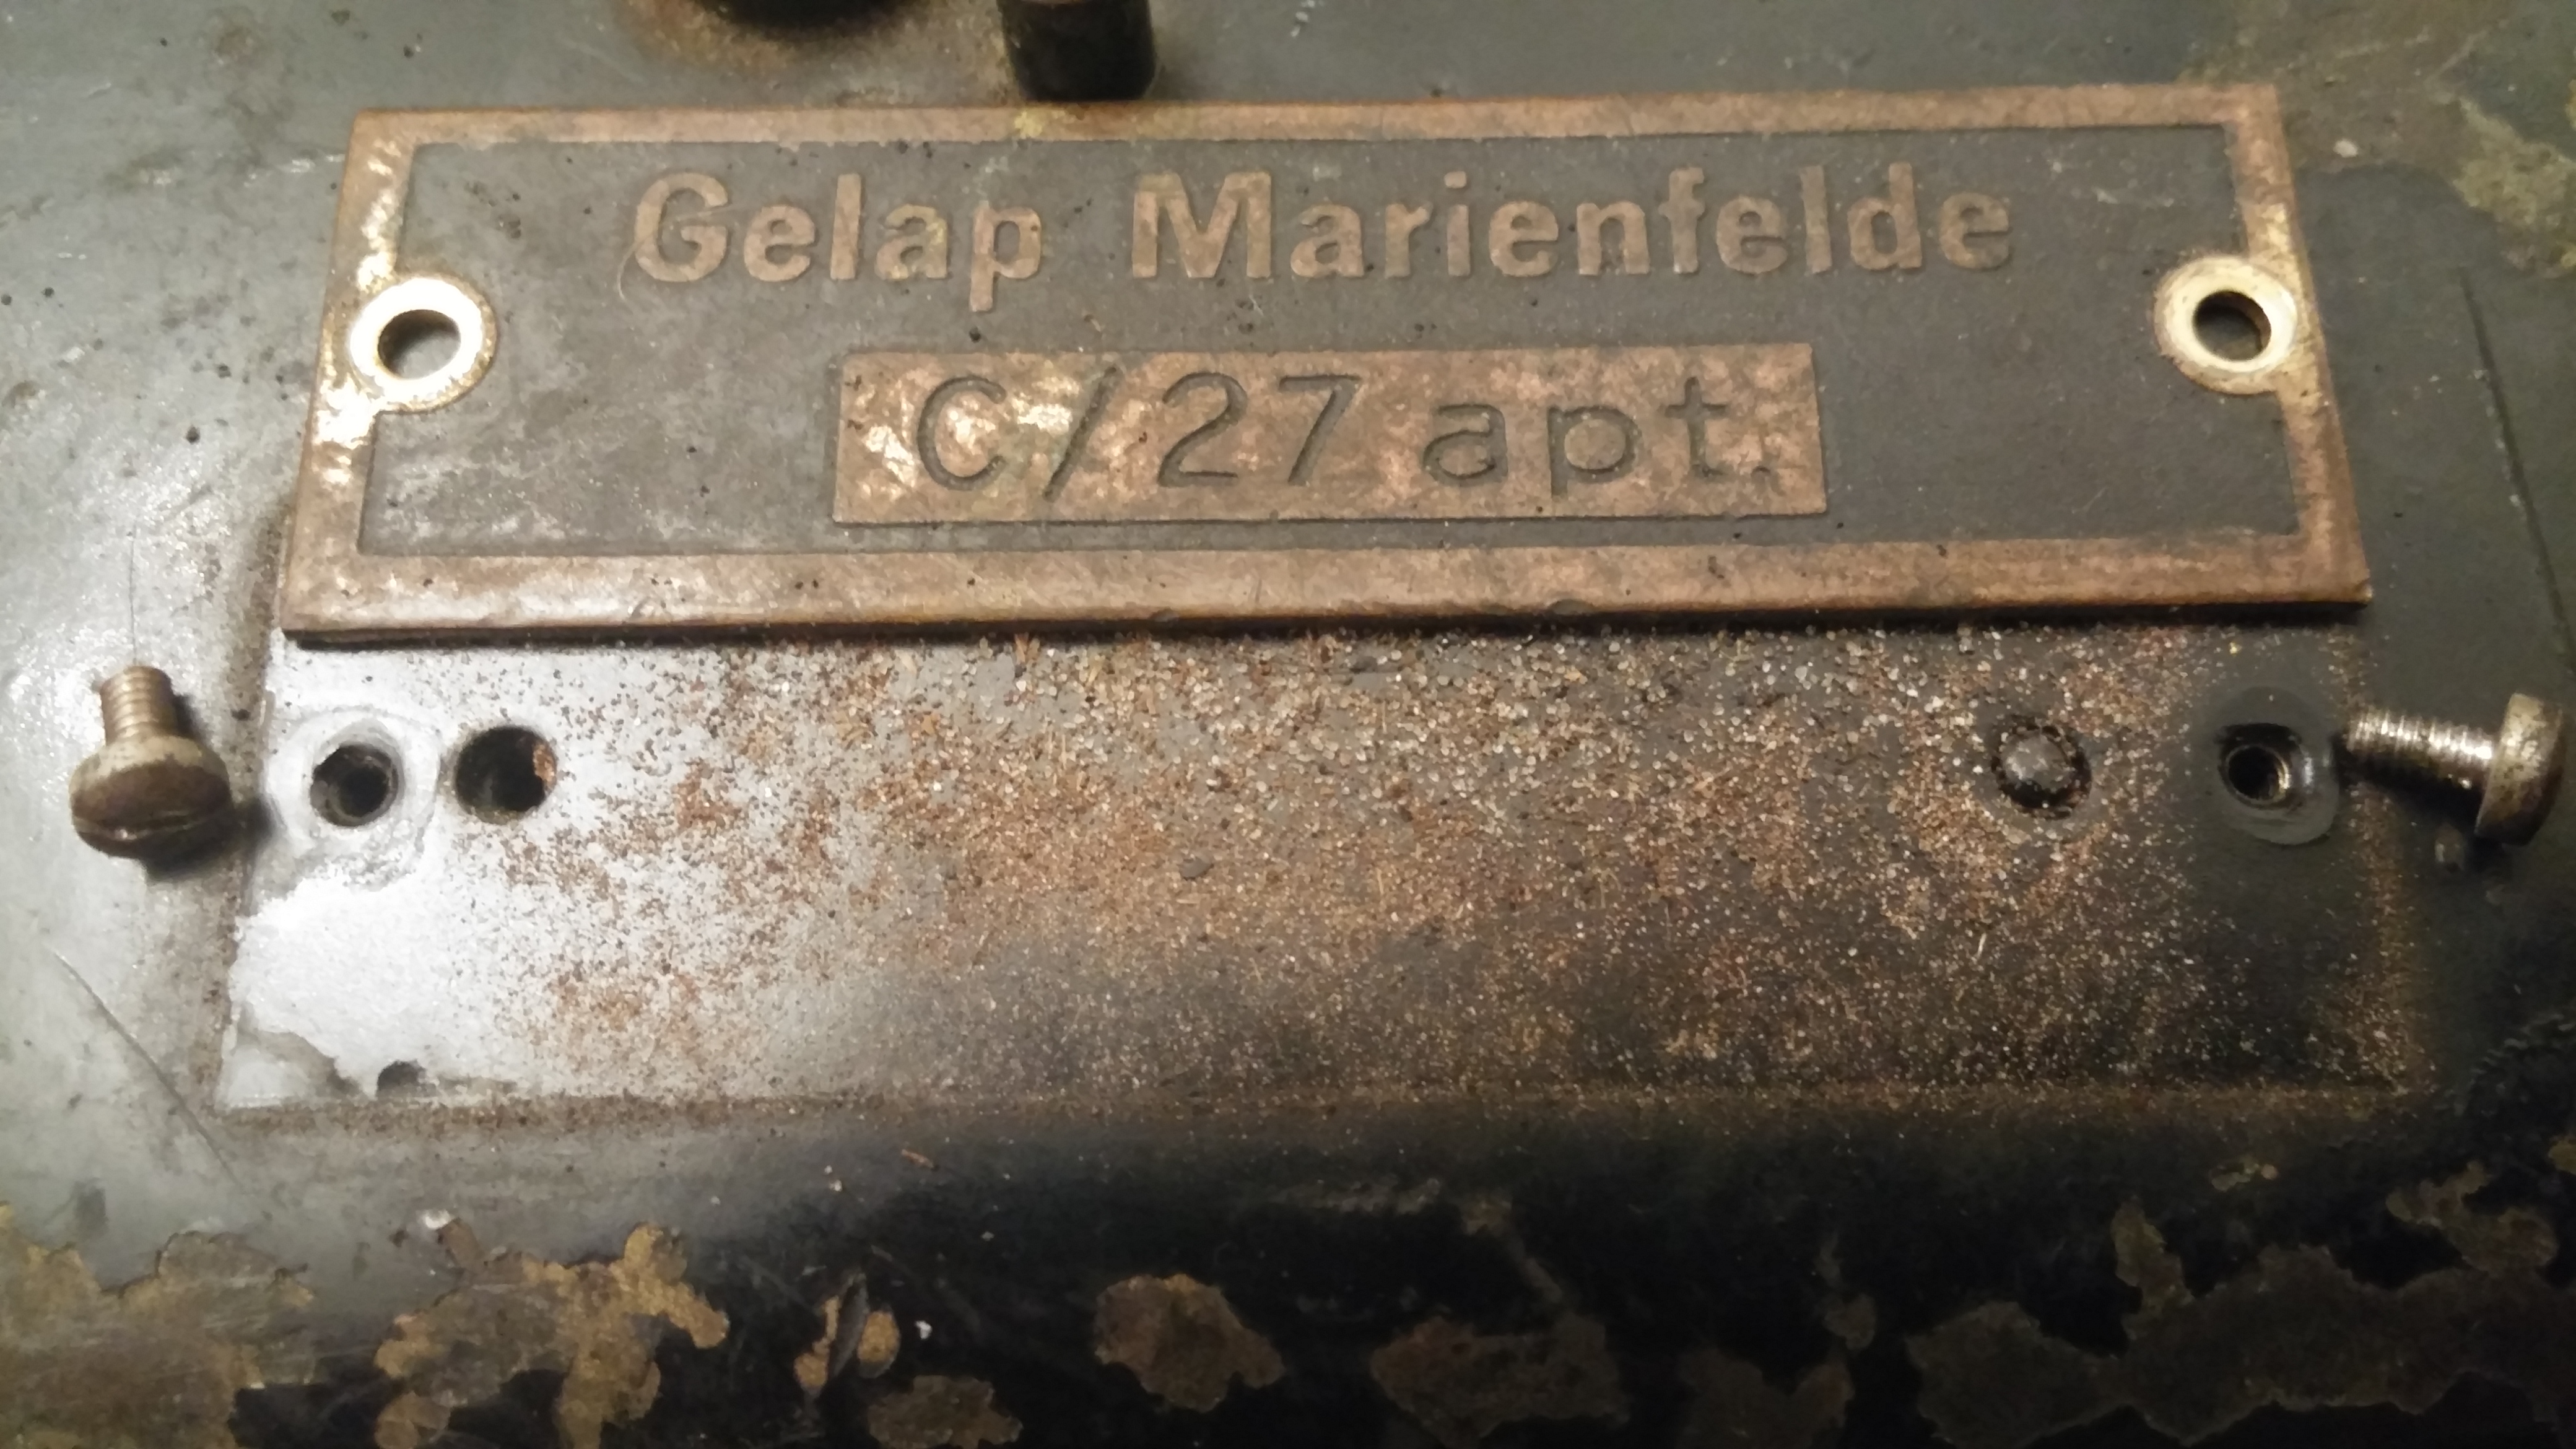 Gelap Marienfelde
C/27 apt.